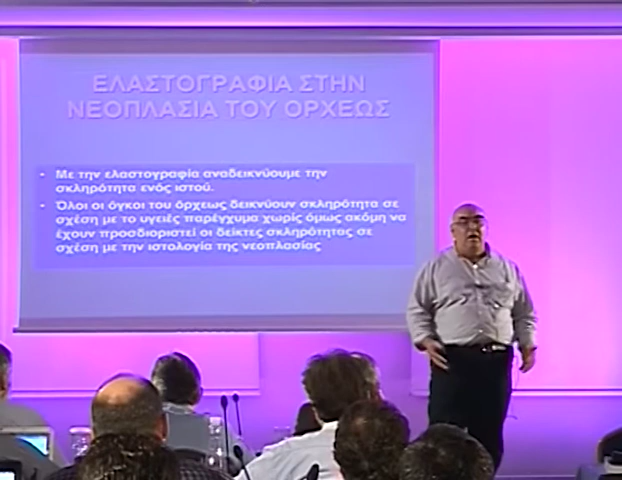 ΕΛΑΣΤΟΓΡΑΦΙΑ ΣΤΗΝ
ΝΕΟΠΛΑΣΙΑ ΤΟΥ ΟΡΧΕΩΣ
• Με την ελαστογραφία αναδεικνύουμε την
σκληρότητα ενός ιστού.
• Όλοι οι όγκοι του όρχεως δεικνύουν σκληρότητα σε
σχέση με το υγειές παρέγχυμα χωρίς όμως ακόμη να
έχουν προσδιοριστεί οι δείκτες σκληρότητας σε
σχέση με την ιστολογία της νεοπλασίας